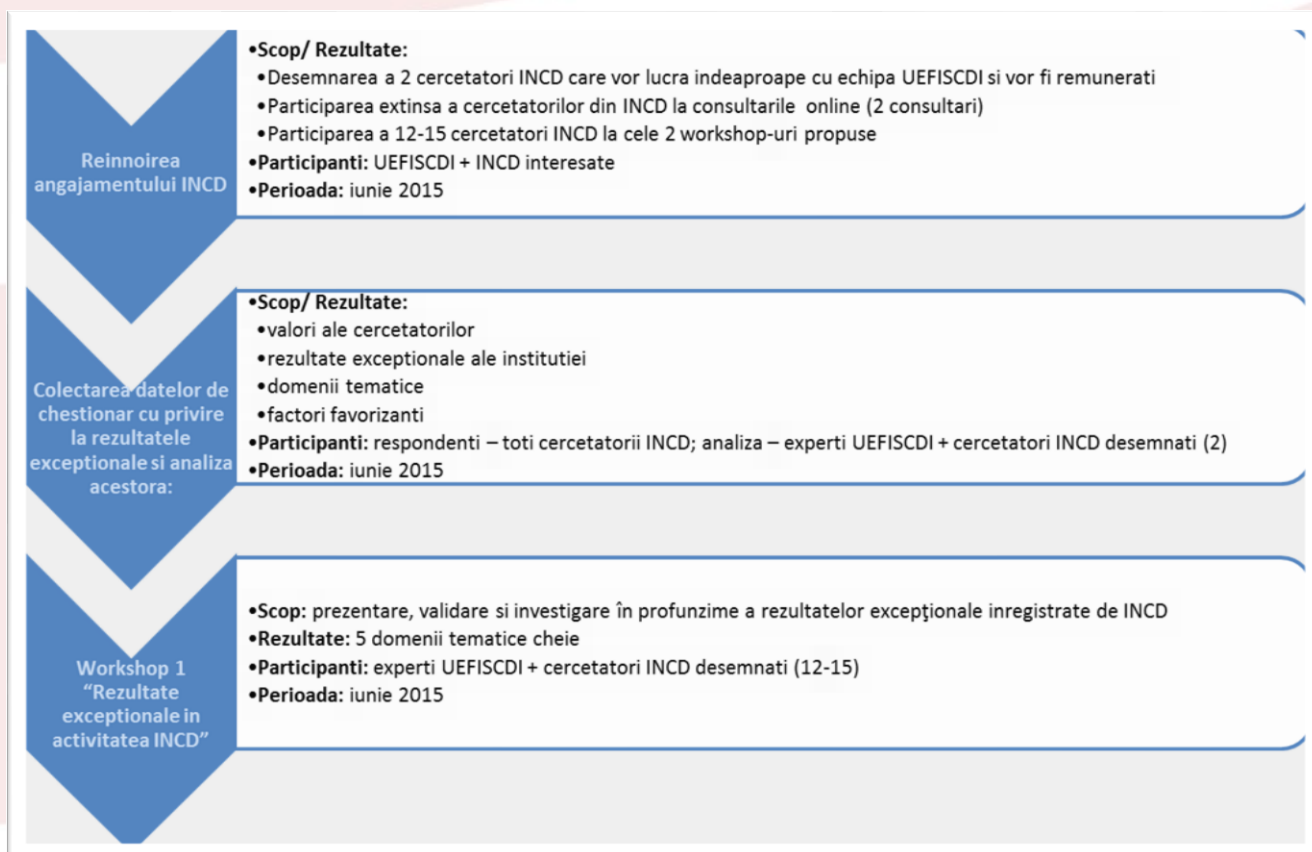 Reinnoirea
angajamentului INCD
•Scop/ Rezultate:
•Desemnarea a 2 cercetatori INCD care vor lucra indeaproape cu echipa UEFISCDI si vor fi remunerati
•Participarea extinsa a cercetatorilor din INCD la consultarile online (2 consultari)
•Participarea a 12-15 cercetatori INCD la cele 2 workshop-uri propuse
•Participanti: UEFISCDI + INCD interesate
•Perioada: iunie 2015
Colectarea datelor de
chestionar cu privire
la rezultatele
exceptionale si analiza
acestora:
•Scop/ Rezultate:
•valori ale cercetatorilor
•rezultate exceptionale ale institutiei
•domenii tematice
•factori favorizanti
•Participanti: respondenti – toti cercetatorii INCD; analiza – experti UEFISCDI + cercetatori INCD desemnati (2)
•Perioada: iunie 2015
Workshop 1
“Rezultate
exceptionale in
activitatea INCD”
•Scop: prezentare, validare si investigare în profunzime a rezultatelor excepţionale inregistrate de INCD
•Rezultate: 5 domenii tematice cheie
•Participanti: experti UEFISCDI + cercetatori INCD desemnati (12-15)
•Perioada: iunie 2015